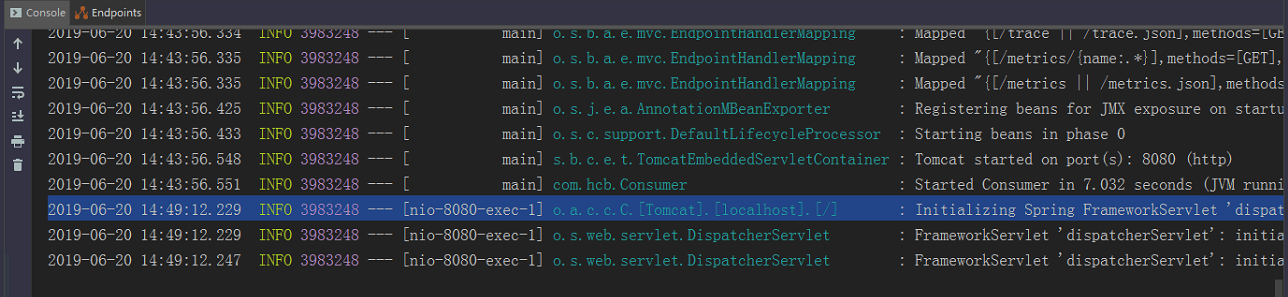 Console Endpoints
2019-06-20 14:43:56.334  INFO 3983248 --- [           main] o.s.b.a.e.mvc.EndpointHandlerMapping     : Mapped "{[/trace || /trace.json],methods=[GE
2019-06-20 14:43:56.335  INFO 3983248 --- [           main] o.s.b.a.e.mvc.EndpointHandlerMapping     : Mapped "{[/metrics/{name:.*}],methods=[GET],
2019-06-20 14:43:56.335  INFO 3983248 --- [           main] o.s.b.a.e.mvc.EndpointHandlerMapping     : Mapped "{[/metrics || /metrics.json],methods
2019-06-20 14:43:56.425  INFO 3983248 --- [           main] o.s.j.e.a.AnnotationMBeanExporter        : Registering beans for JMX exposure on startu
2019-06-20 14:43:56.433  INFO 3983248 --- [           main] o.s.c.support.DefaultLifecycleProcessor  : Starting beans in phase 0
2019-06-20 14:43:56.548  INFO 3983248 --- [           main] s.b.c.e.t.TomcatEmbeddedServletContainer : Tomcat started on port(s): 8080 (http)
2019-06-20 14:43:56.551  INFO 3983248 --- [           main] com.hcb.Consumer                         : Started Consumer in 7.032 seconds (JVM runni
2019-06-20 14:49:12.229  INFO 3983248 --- [nio-8080-exec-1] o.a.c.c.C.[Tomcat].[localhost].[/]       : Initializing Spring FrameworkServlet 'dispat
2019-06-20 14:49:12.229  INFO 3983248 --- [nio-8080-exec-1] o.s.web.servlet.DispatcherServlet        : FrameworkServlet 'dispatcherServlet': initia
2019-06-20 14:49:12.247  INFO 3983248 --- [nio-8080-exec-1] o.s.web.servlet.DispatcherServlet        : FrameworkServlet 'dispatcherServlet': initia